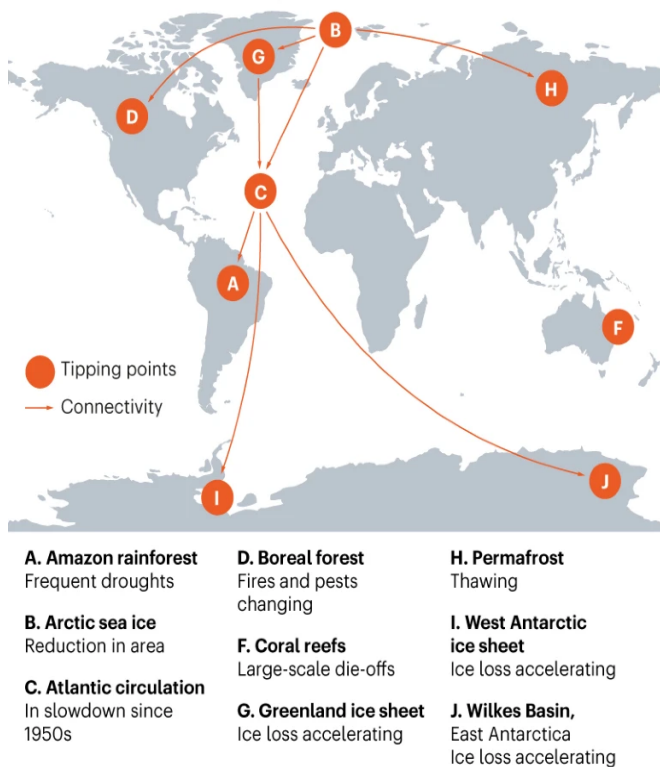 B
G
H
D
C
A
F
Tipping points
Connectivity
J
I
A. Amazon rainforest
Frequent droughts
B. Arctic sea ice
Reduction in area
C. Atlantic circulation
In slowdown since
1950s
D. Boreal forest
Fires and pests
changing
F. Coral reefs
Large-scale die-offs
G. Greenland ice sheet
Ice loss accelerating
H. Permafrost
Thawing
I. West Antarctic
ice sheet
Ice loss accelerating
J. Wilkes Basin,
East Antarctica
Ice loss accelerating